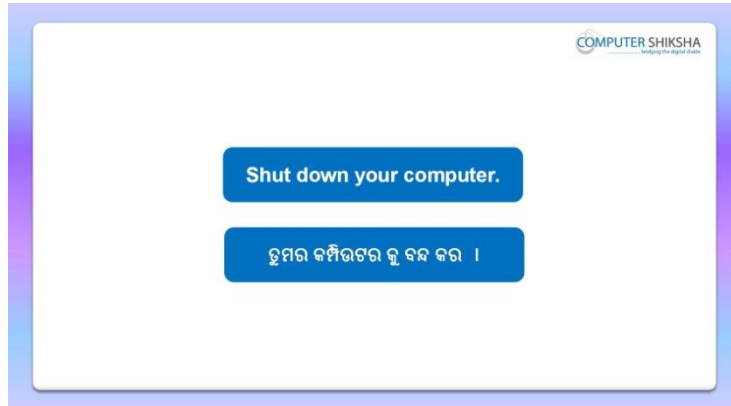 COMPUTER SHIKSHA
bridging the digital divide
Shut down your computer.
ତୁମର କମ୍ପିଉଟର କୁ ବନ୍ଦ କର ।